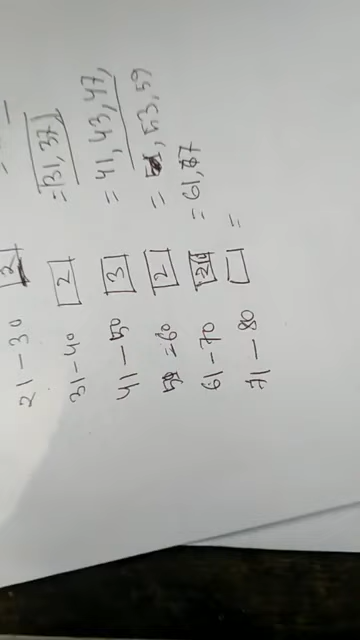 21 - 30 2
31 - 40 2 = 31, 37
41 - 50 3 = 41, 43, 47,
51 = 60 2 = , 53, 59
61 - 70 2 = 61, 67
71 - 80 =